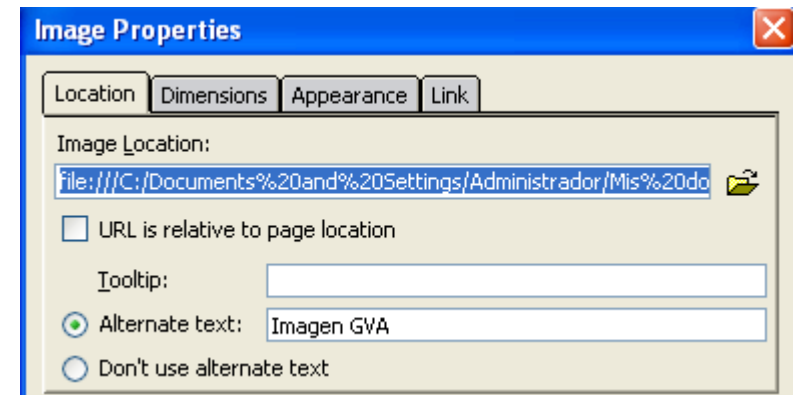 Image Properties
Location Dimensions Appearance Link
Image Location:
file:///C:/Documents%20and%20Settings/Administrador/Mis%20do
URL is relative to page location
Tooltip:
Alternate text: Imagen GVA
Don't use alternate text